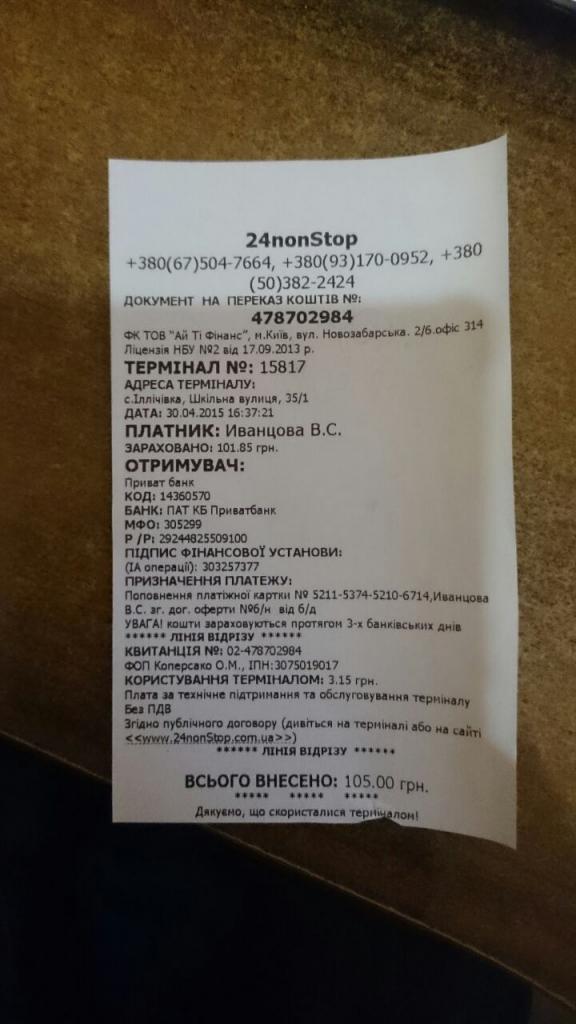 24nonStop
+380(67)504-7664, +380(93)170-0952, +380
(50)382-2424
ДОКУМЕНТ НА ПЕРЕКАЗ КОШТІВ №:
478702984
ФК ТОВ "Ай Ті Фінанс", м.Київ, вул. Новозабарська. 2/6.офіс 314
Ліцензія НБУ №2 від 17.09.2013 р.
ТЕРМІНАЛ №: 15817
АДРЕСА ТЕРМІНАЛУ:
с.Іллічівка, Шкільна вулиця, 35/1
ДАТА: 30.04.2015 16:37:21
ПЛАТНИК: Иванцова В.С.
ЗАРАХОВАНО: 101.85 грн.
ОТРИМУВАЧ:
Приват банк
КОД: 14360570
БАНК: ПАТ КБ Приватбанк
МФО: 305299
Р /Р: 29244825509100
ПІДПИС ФІНАНСОВОЇ УСТАНОВИ:
(ІА операції): 303257377
ПРИЗНАЧЕННЯ ПЛАТЕЖУ:
Поповнення платіжної картки № 5211-5374-5210-6714,Иванцова
В.С. зг. дог. оферти №б/н від б/д
УВАГА! кошти зараховуються протягом 3-х банківських днів
****** ЛІНІЯ ВІДРІЗУ ******
КВИТАНЦІЯ №: 02-478702984
ФОП Коперсако О.М., ІПН:3075019017
КОРИСТУВАННЯ ТЕРМІНАЛОМ: 3.15 грн.
Плата за технічне підтримання та обслуговування терміналу
Без ПДВ
Згідно публічного договору (дивіться на терміналі або на сайті
<<www.24nonStop.com.ua>>)
****** ЛІНІЯ ВІДРІЗУ ******
ВСЬОГО ВНЕСЕНО: 105.00 грн.
***** ***** *****
Дякуємо, що скористалися терміналом!